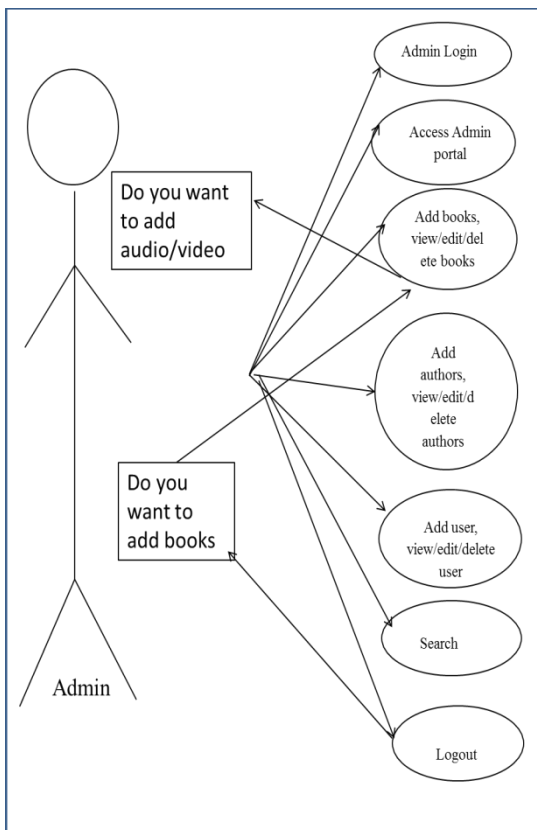 Admin Login
Access Admin
portal
Do you want
to add
audio/video
Add books,
view/edit/del
ete books
Add
authors,
view/edit/d
elete
authors
Do you
want to
add books
Add user,
view/edit/delete
user
Search
Admin
Logout